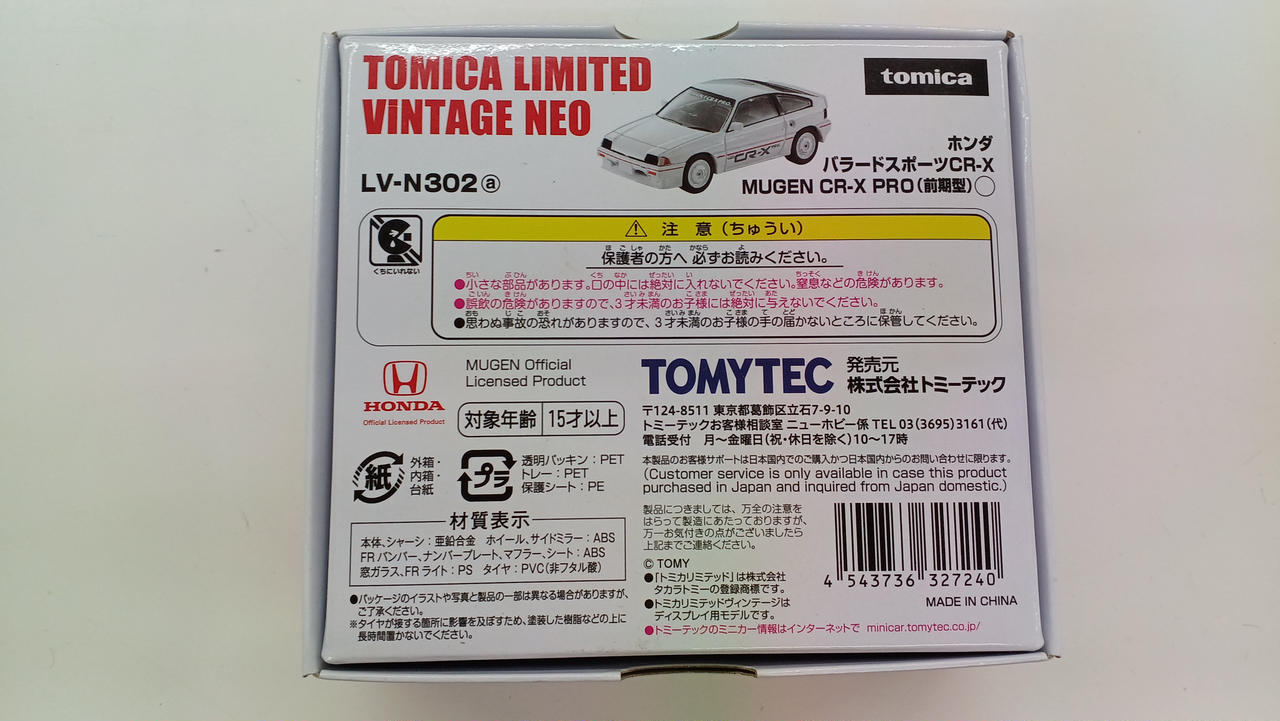 TOMICA LIMITED
ViNTAGE NEO
tomica
LV-N302ⓐ
ホンダ
バラードスポーツCR-X
MUGEN CR-X PRO(前期型)○
CR-X
くちにいれない
⚠ 注 意(ちゅうい)
保護者の方へ 必ずお読みください。
●小さな部品があります。口の中には絶対に入れないでください。窒息などの危険があります。
●誤飲の危険がありますので、3才未満のお子様には絶対に与えないでください。
●思わぬ事故の恐れがありますので、3才未満のお子様の手の届かないところに保管してください。
HONDA
Official Licensed Product
MUGEN Official
Licensed Product
対象年齢 15才以上
TOMYTEC
発売元
株式会社トミーテック
〒124-8511 東京都葛飾区立石7-9-10
トミーテックお客様相談室 ニューホビー係 TEL 03(3695)3161(代)
電話受付 月〜金曜日(祝・休日を除く)10〜17時
紙
外箱・
内箱・
台紙
プラ
透明パッキン:PET
トレー:PET
保護シート:PE
本製品のお客様サポートは日本国内でのご購入かつ日本国内からのお問い合わせに限ります。
(Customer service is only available in case this product
purchased in Japan and inquired from Japan domestic.)
材質表示
本体、シャーシ:亜鉛合金 ホイール、サイドミラー:ABS
FRバンパー、ナンバープレート、マフラー、シート:ABS
窓ガラス、FRライト:PS タイヤ:PVC(非フタル酸)
●パッケージのイラストや写真と製品の一部は異なる場合がありますが、
ご了承ください。
※タイヤが接する箇所に影響を及ぼすため、塗装した樹脂などの上に
長時間置かないでください。
製品につきましては、万全の注意を
はらって製造にあたっておりますが、
万一お気付きの点がございましたら
上記までご連絡ください。
© TOMY
●「トミカリミテッド」は株式会社
タカラトミーの登録商標です。
●トミカリミテッドヴィンテージは
ディスプレイ用モデルです。
●トミーテックのミニカー情報はインターネットで minicar.tomytec.co.jp/
4 543736 327240
MADE IN CHINA